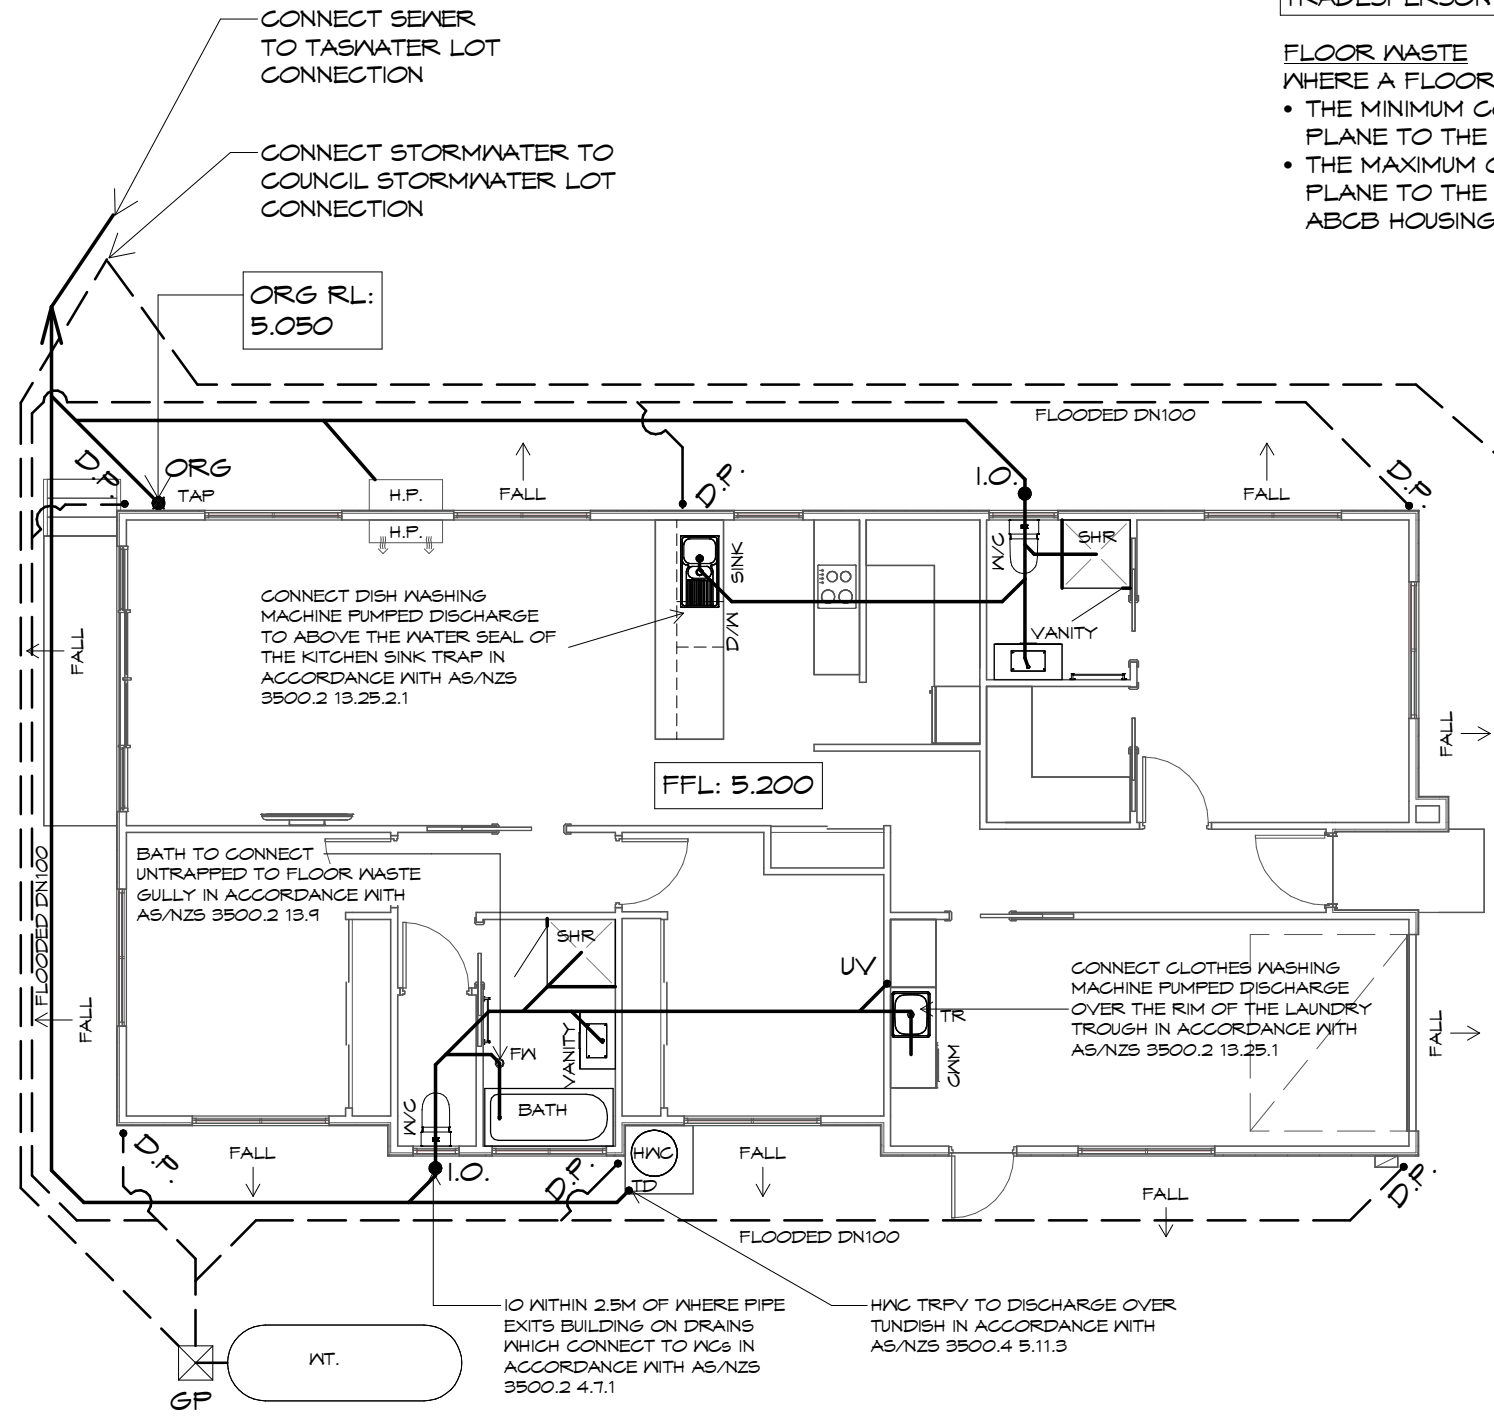 CONNECT SEWER
TO TASWATER LOT
CONNECTION
CONNECT STORMWATER TO
COUNCIL STORMWATER LOT
CONNECTION
TRADESPERSON
FLOOR WASTE
WHERE A FLOOR
• THE MINIMUM
PLANE TO THE
• THE MAXIMUM
PLANE TO THE
ABCB HOUSING
ORG RL:
5.050
FLOODED DN100
D.P.
ORG
TAP
H.P.
H.P.
FALL
D.P.
I.O.
FALL
D.P.
W/C
SHR
VANITY
SINK
D/W
CONNECT DISH WASHING
MACHINE PUMPED DISCHARGE
TO ABOVE THE WATER SEAL OF
THE KITCHEN SINK TRAP IN
ACCORDANCE WITH AS/NZS
3500.2 13.25.2.1
FALL
FALL
FFL: 5.200
BATH TO CONNECT
UNTRAPPED TO FLOOR WASTE
GULLY IN ACCORDANCE WITH
AS/NZS 3500.2 13.9
FLOODED DN100
SHR
UV
TR
CWM
CONNECT CLOTHES WASHING
MACHINE PUMPED DISCHARGE
OVER THE RIM OF THE LAUNDRY
TROUGH IN ACCORDANCE WITH
AS/NZS 3500.2 13.25.1
FALL
FALL
FW
VANITY
W/C
BATH
D.P.
FALL
I.O.
D.P.
HWC
TD
FALL
FALL
D.P.
FLOODED DN100
IO WITHIN 2.5M OF WHERE PIPE
EXITS BUILDING ON DRAINS
WHICH CONNECT TO WCs IN
ACCORDANCE WITH AS/NZS
3500.2 4.7.1
HWC TRPV TO DISCHARGE OVER
TUNDISH IN ACCORDANCE WITH
AS/NZS 3500.4 5.11.3
WT.
GP